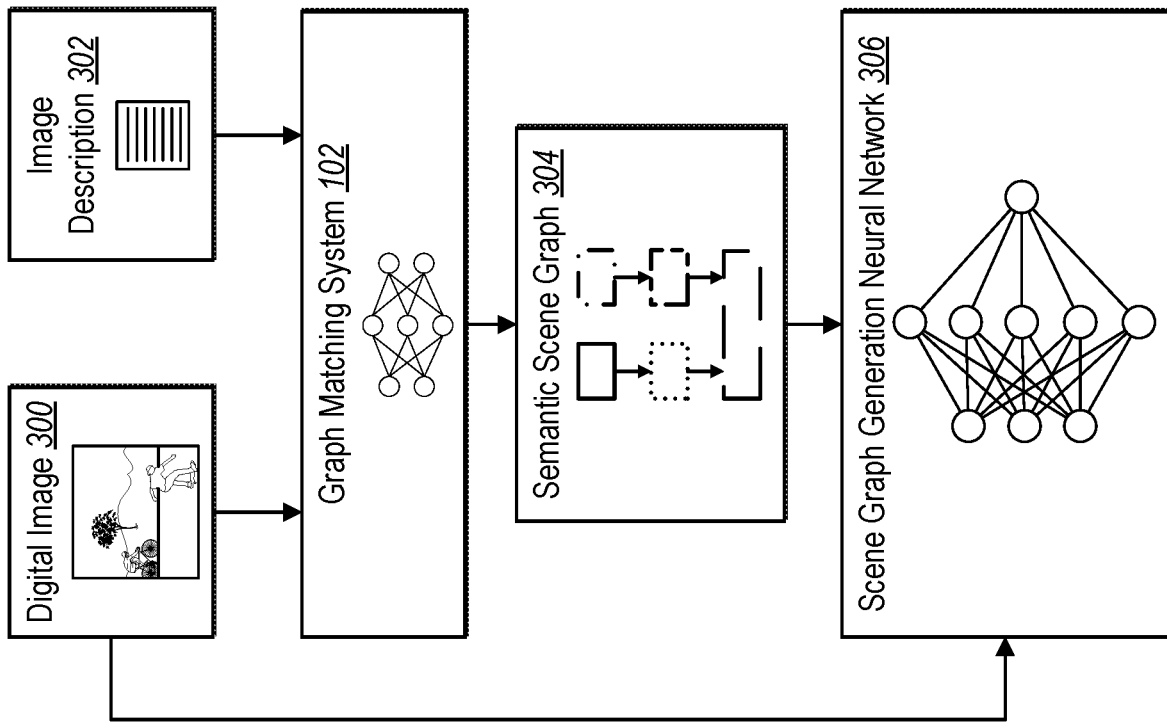 Digital Image 300
Image
Description 302
Graph Matching System 102
Semantic Scene Graph 304
Scene Graph Generation Neural Network 306